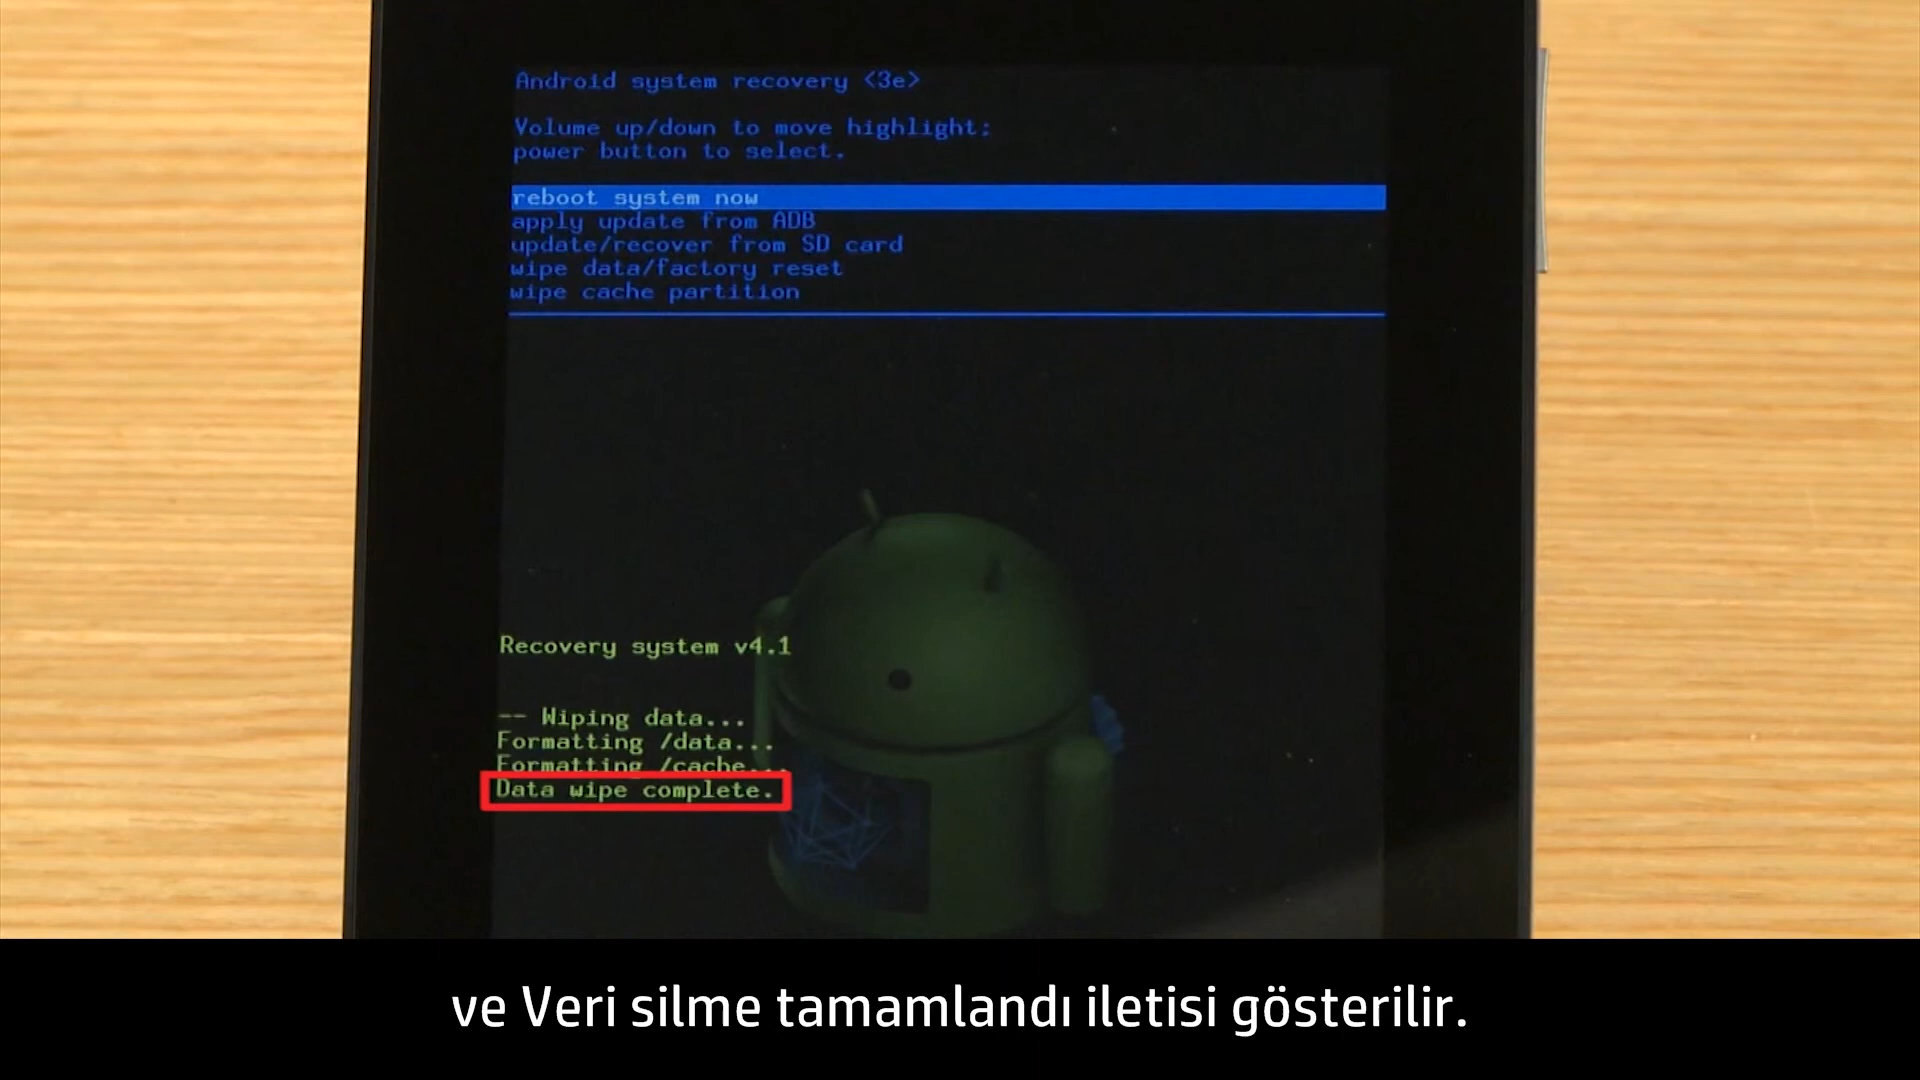 Android system recovery <3e>
Volume up/down to move highlight;
power button to select.
reboot system now
apply update from ADB
update/recover from SD card
wipe data/factory reset
wipe cache partition
Recovery system v4.1
-- Wiping data...
Formatting /data...
Formatting /cache...
Data wipe complete.
ve Veri silme tamamlandı iletisi gösterilir.